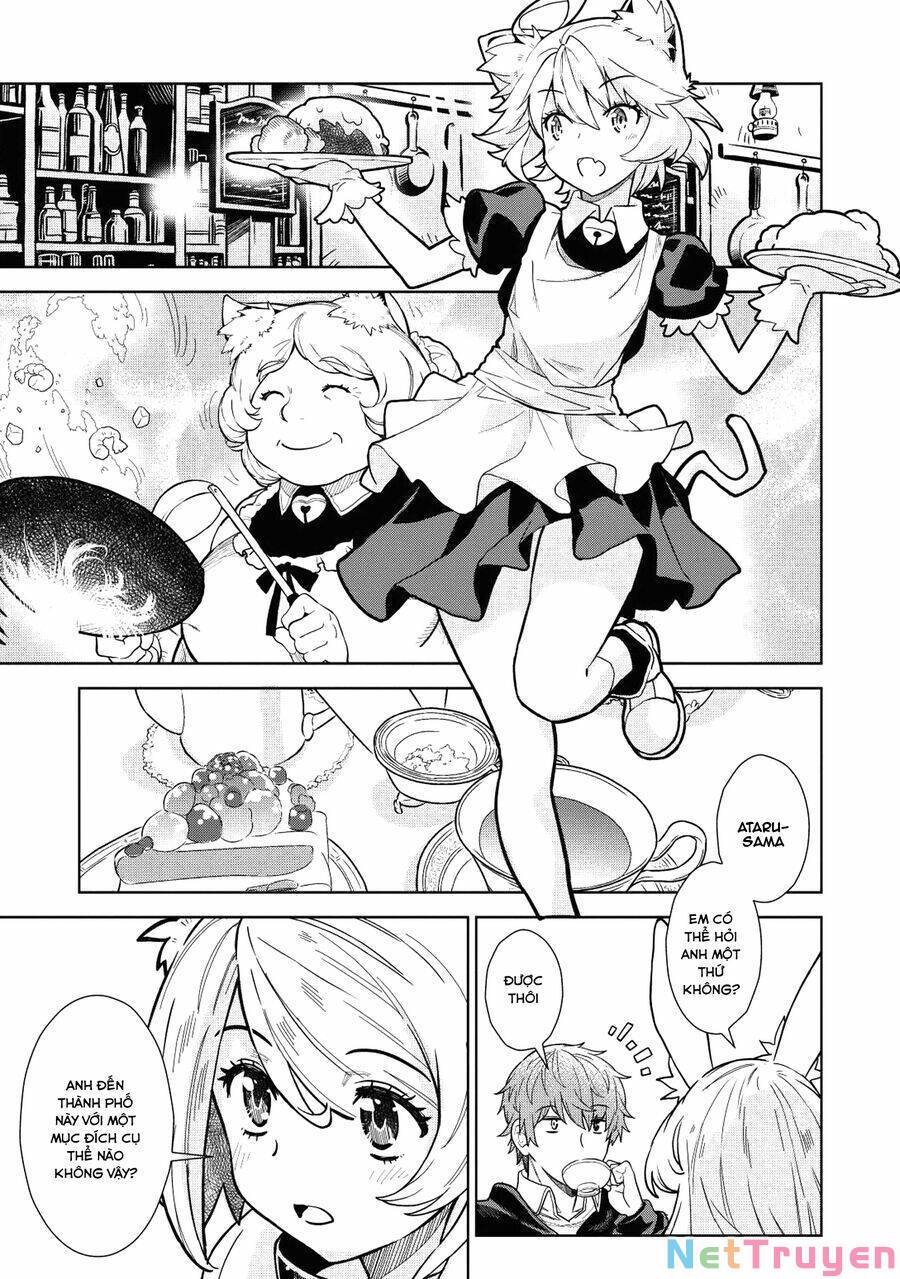 ATARU-
SAMA
EM CÓ
THỂ HỎI
ANH MỘT
THỨ
KHÔNG?
ĐƯỢC
THÔI
ANH ĐẾN
THÀNH PHỐ
NÀY VỚI MỘT
MỤC ĐÍCH CỤ
THỂ NÀO
KHÔNG VẬY?
NetTruyen